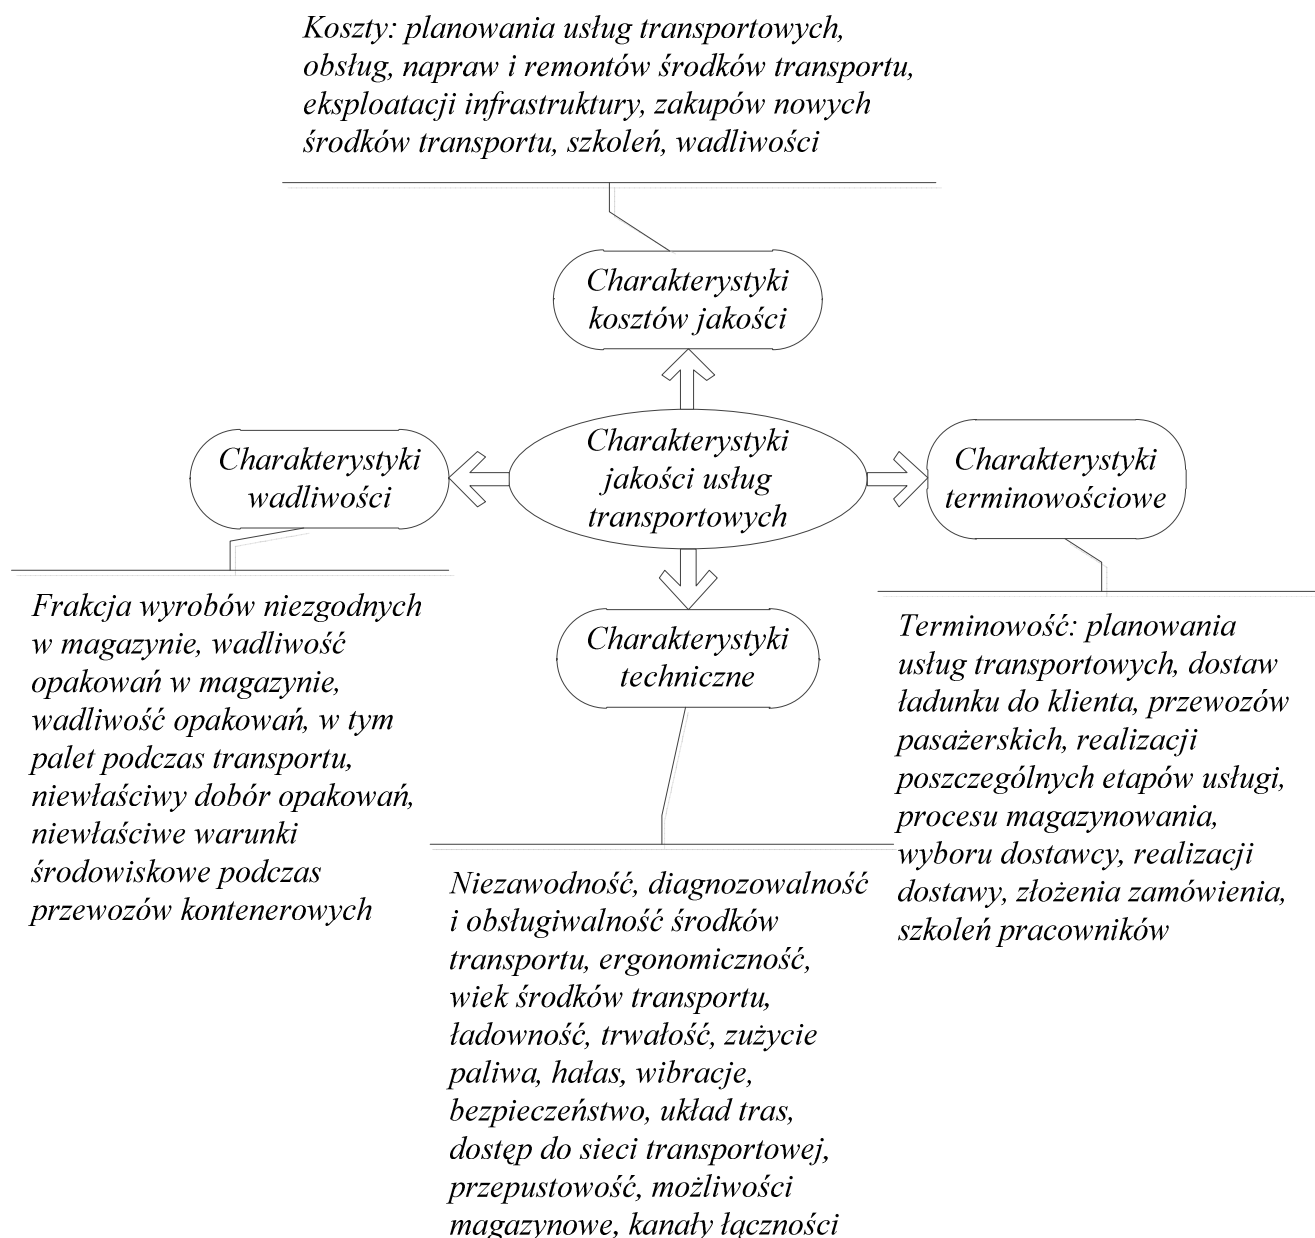 Koszty: planowania usług transportowych,
obsług, napraw i remontów środków transportu,
eksploatacji infrastruktury, zakupów nowych
środków transportu, szkoleń, wadliwości
Charakterystyki
kosztów jakości
Charakterystyki
wadliwości
Charakterystyki
jakości usług
transportowych
Charakterystyki
terminowościowe
Charakterystyki
techniczne
Frakcja wyrobów niezgodnych
w magazynie, wadliwość
opakowań w magazynie,
wadliwość opakowań, w tym
palet podczas transportu,
niewłaściwy dobór opakowań,
niewłaściwe warunki
środowiskowe podczas
przewozów kontenerowych
Niezawodność, diagnozowalność
i obsługiwalność środków
transportu, ergonomiczność,
wiek środków transportu,
ładowność, trwałość, zużycie
paliwa, hałas, wibracje,
bezpieczeństwo, układ tras,
dostęp do sieci transportowej,
przepustowość, możliwości
magazynowe, kanały łączności
Terminowość: planowania
usług transportowych, dostaw
ładunku do klienta, przewozów
pasażerskich, realizacji
poszczególnych etapów usługi,
procesu magazynowania,
wyboru dostawcy, realizacji
dostawy, złożenia zamówienia,
szkoleń pracowników